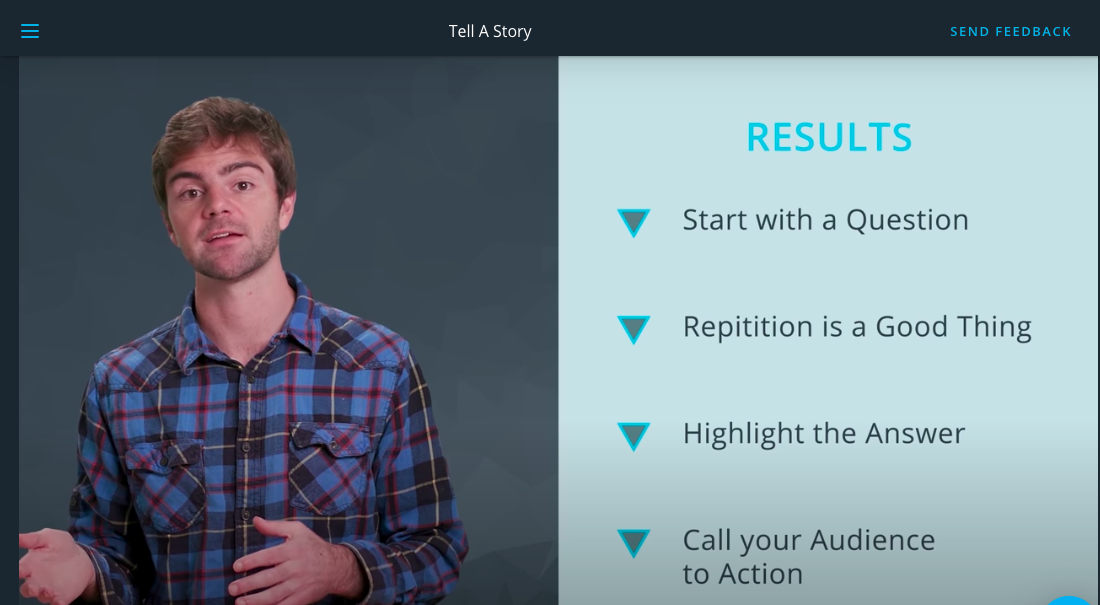 Tell A Story
SEND FEEDBACK
RESULTS
Start with a Question
Repitition is a Good Thing
Highlight the Answer
Call your Audience
to Action